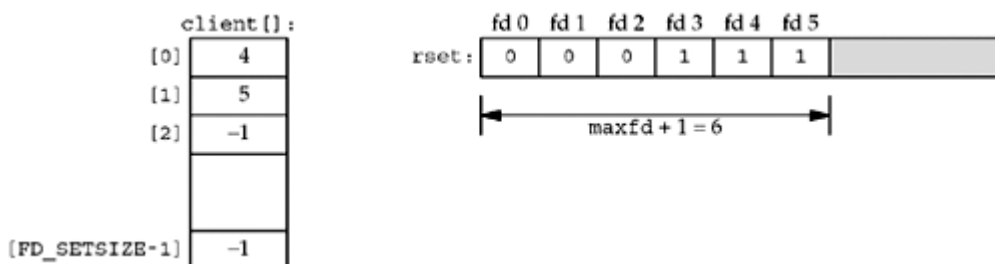 client[]:
[0] 4
[1] 5
[2] −1
[FD_SETSIZE-1] −1
fd 0 fd 1 fd 2 fd 3 fd 4 fd 5
rset: 0 0 0 1 1 1
maxfd + 1 = 6